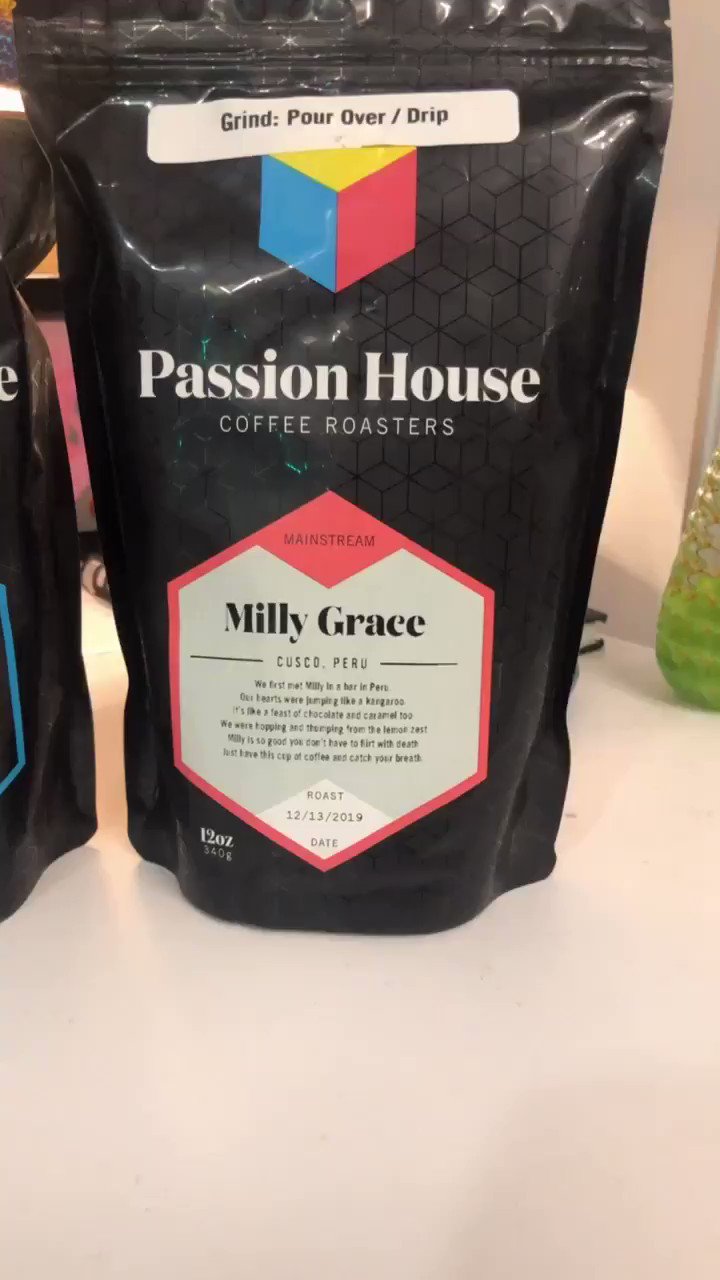 Grind: Pour Over / Drip
Passion House
COFFEE ROASTERS
e
MAINSTREAM
Milly Grace
CUSCO, PERU
We first met Milly in a bar in Peru
Our hearts were jumping like a kangaroo
It's like a feast of chocolate and caramel too
We were hopping and thumping from the lemon zest
Milly is so good you don't have to flirt with death
Just have this cup of coffee and catch your breath
ROAST
12/13/2019
DATE
12oz
340g